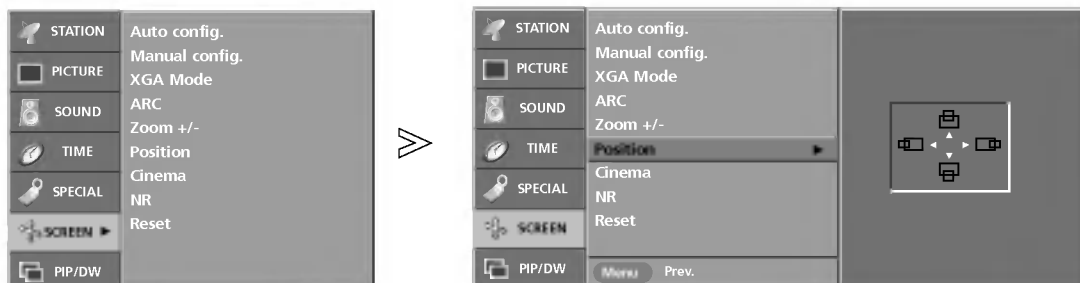 STATION
PICTURE
SOUND
TIME
SPECIAL
SCREEN
PIP/DW
Auto config.
Manual config.
XGA Mode
ARC
Zoom +/-
Position
Cinema
NR
Reset
STATION
PICTURE
SOUND
TIME
SPECIAL
SCREEN
PIP/DW
Auto config.
Manual config.
XGA Mode
ARC
Zoom +/-
Position
Cinema
NR
Reset
Menu Prev.